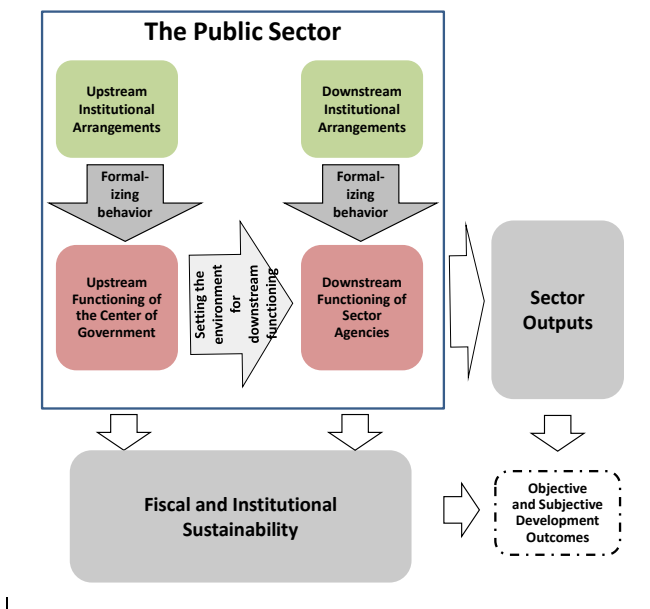 The Public Sector
Upstream
Institutional
Arrangements
Downstream
Institutional
Arrangements
Formal-
izing
behavior
Formal-
izing
behavior
Upstream
Functioning of
the Center of
Government
Setting the
environment
for
downstream
functioning
Downstream
Functioning of
Sector
Agencies
Sector
Outputs
Fiscal and Institutional
Sustainability
Objective
and Subjective
Development
Outcomes